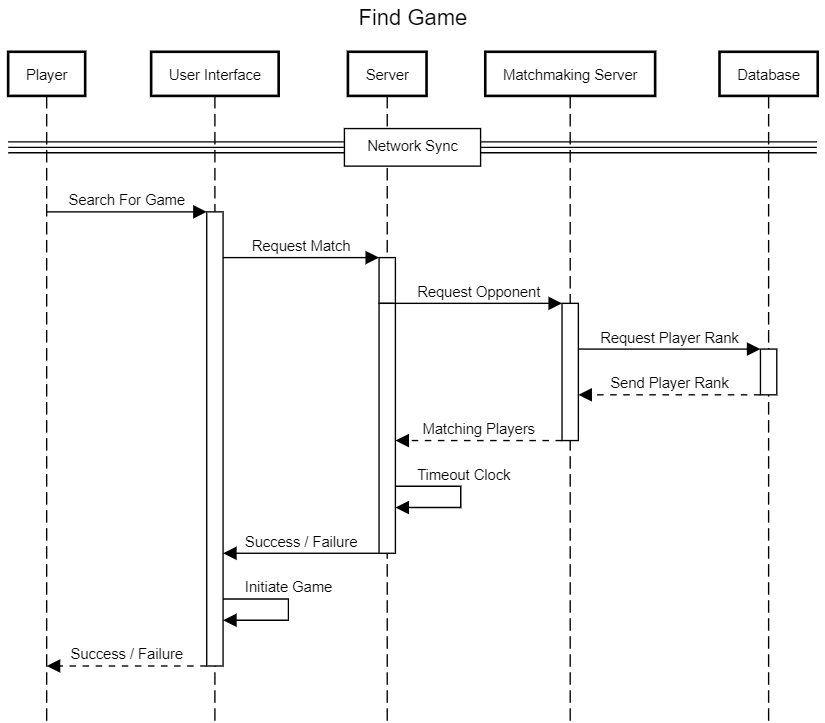 Find Game
Player
User Interface
Server
Matchmaking Server
Database
Network Sync
Search For Game
Request Match
Request Opponent
Request Player Rank
Send Player Rank
Matching Players
Timeout Clock
Success / Failure
Initiate Game
Success / Failure